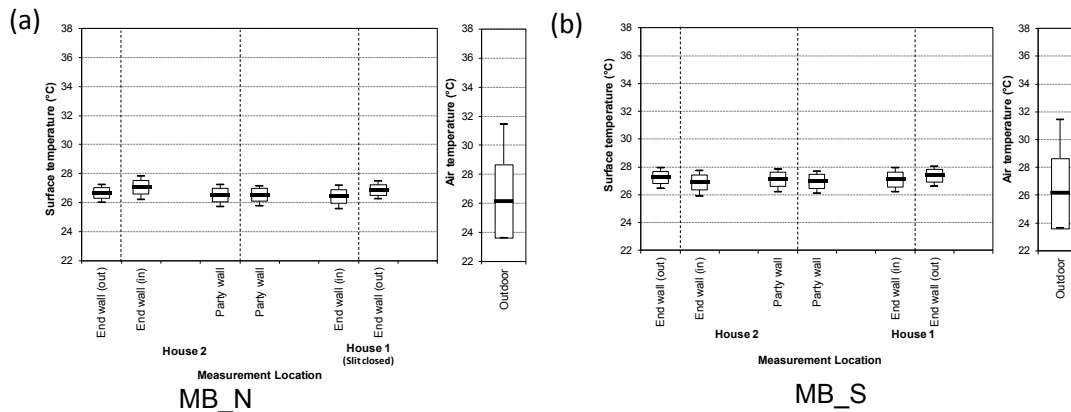 (a)
Surface temperature (°C)
38
36
34
32
30
28
26
24
22
End wall (out)
End wall (in)
Party wall
Party wall
End wall (in)
End wall (out)
House 2
House 1
(Slit closed)
Measurement Location
Air temperature (°C)
38
36
34
32
30
28
26
24
22
Outdoor
MB_N
(b)
Surface temperature (°C)
38
36
34
32
30
28
26
24
22
End wall (out)
End wall (in)
Party wall
Party wall
End wall (in)
End wall (out)
House 2
House 1
Measurement Location
Air temperature (°C)
38
36
34
32
30
28
26
24
22
Outdoor
MB_S